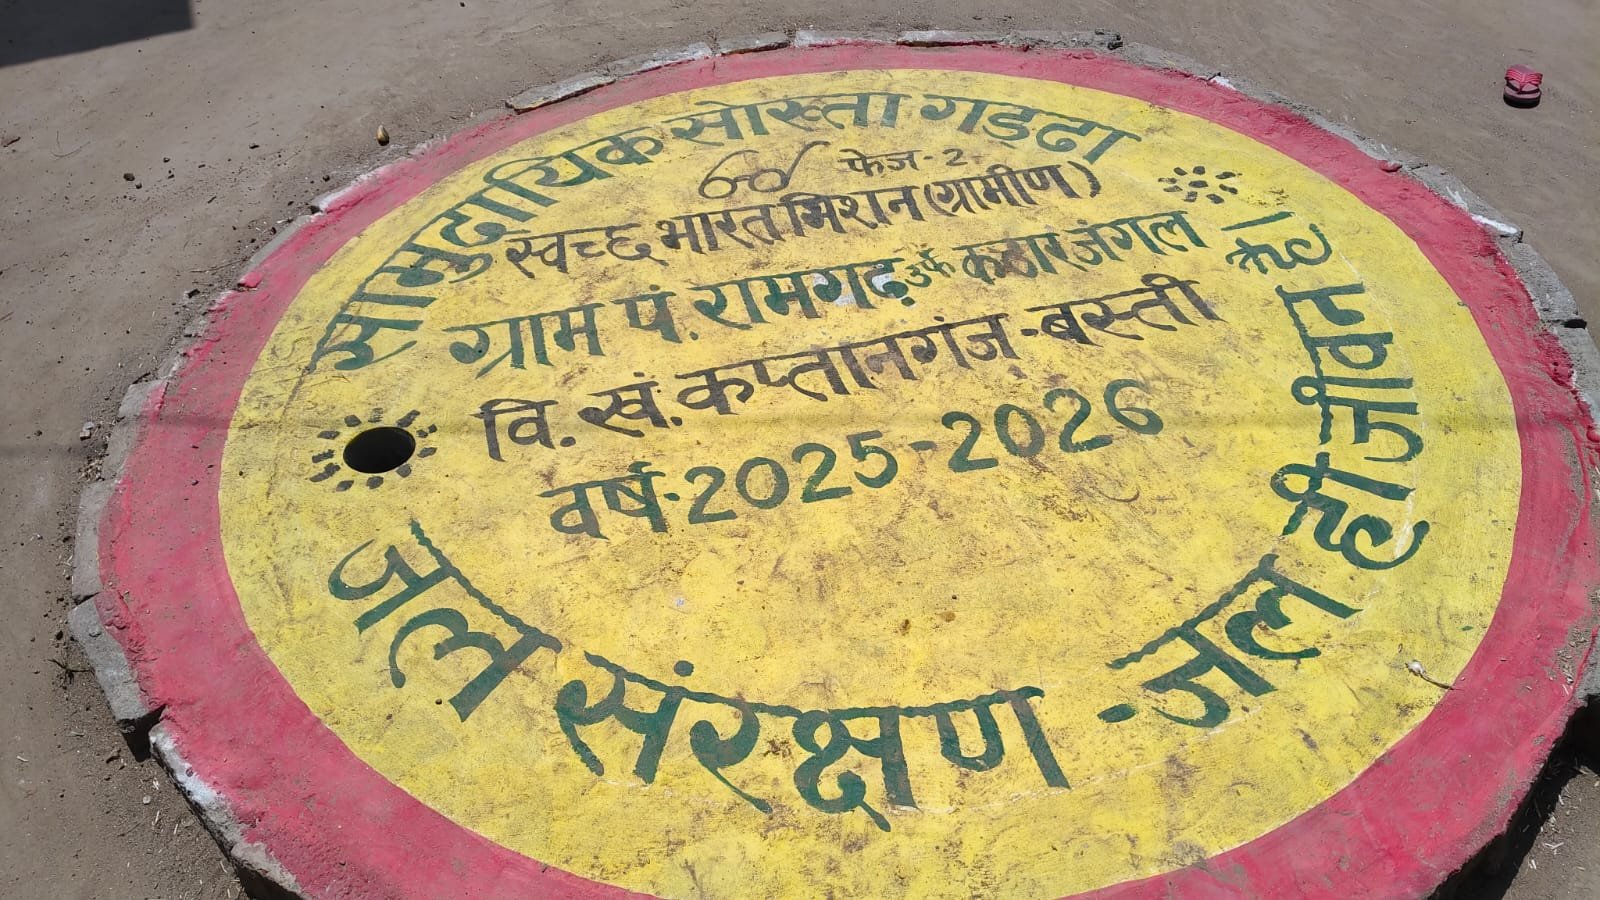 सामुदायिक सोख्ता गड्ढा
फेज-2
स्वच्छ भारत मिशन (ग्रामीण)
ग्राम पं. रामगढ़ उर्फ कठार जंगल
वि. खं. कप्तानगंज - बस्ती
वर्ष - 2025-2026
जल संरक्षण - जल ही जीवन है।